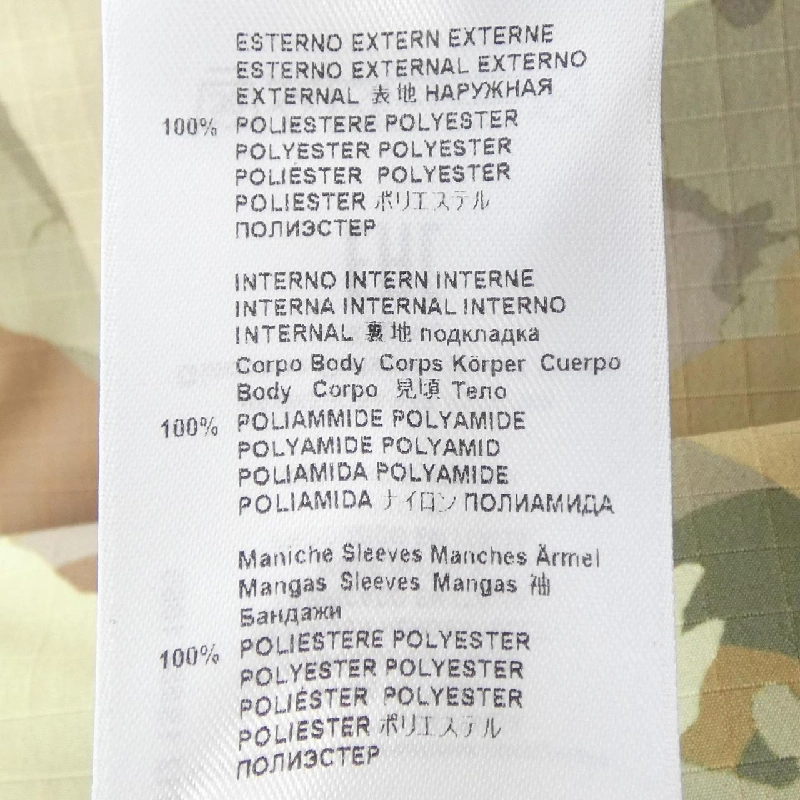 ESTERNO EXTERN EXTERNE
ESTERNO EXTERNAL EXTERNO
EXTERNAL 表地 НАРУЖНАЯ
100% POLIESTERE POLYESTER
POLYESTER POLYESTER
POLIÉSTER POLYESTER
POLIESTER ポリエステル
ПОЛИЭСТЕР
INTERNO INTERN INTERNE
INTERNA INTERNAL INTERNO
INTERNAL 裏地 подкладка
Corpo Body Corps Körper Cuerpo
Body Corpo 見頃 Тело
100% POLIAMMIDE POLYAMIDE
POLYAMIDE POLYAMID
POLIAMIDA POLYAMIDE
POLIAMIDA ナイロン ПОЛИАМИДА
Maniche Sleeves Manches Ärmel
Mangas Sleeves Mangas 袖
Бандажи
100% POLIESTERE POLYESTER
POLYESTER POLYESTER
POLIÉSTER POLYESTER
POLIESTER ポリエステル
ПОЛИЭСТЕР